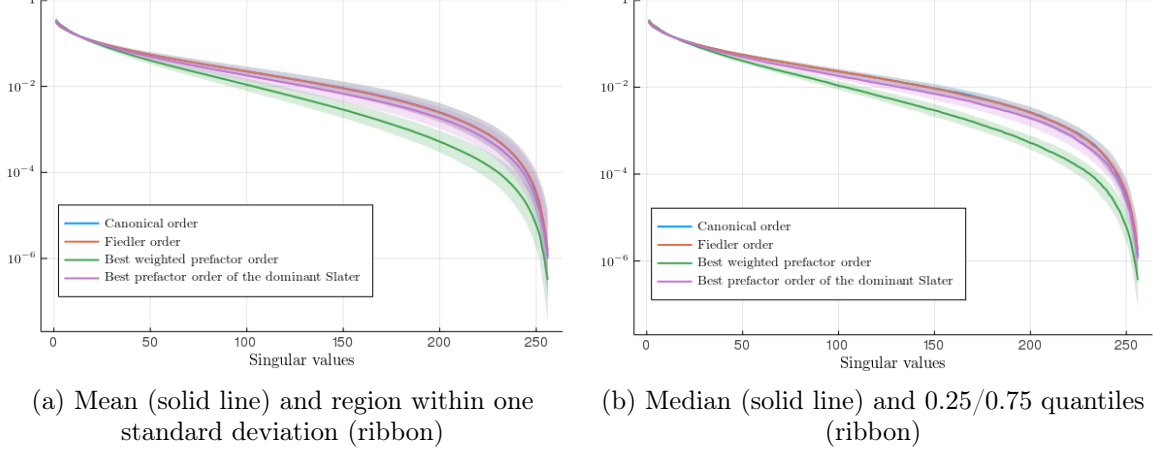 1
10⁻²
10⁻⁴
10⁻⁶
Canonical order
Fiedler order
Best weighted prefactor order
Best prefactor order of the dominant Slater
0 50 100 150 200 250
Singular values
(a) Mean (solid line) and region within one
standard deviation (ribbon)
1
10⁻²
10⁻⁴
10⁻⁶
Canonical order
Fiedler order
Best weighted prefactor order
Best prefactor order of the dominant Slater
0 50 100 150 200 250
Singular values
(b) Median (solid line) and 0.25/0.75 quantiles
(ribbon)